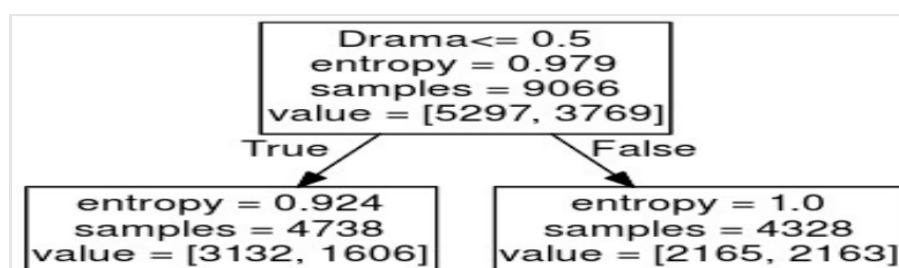 Drama<= 0.5
entropy = 0.979
samples = 9066
value = [5297, 3769]
True
False
entropy = 0.924
samples = 4738
value = [3132, 1606]
entropy = 1.0
samples = 4328
value = [2165, 2163]